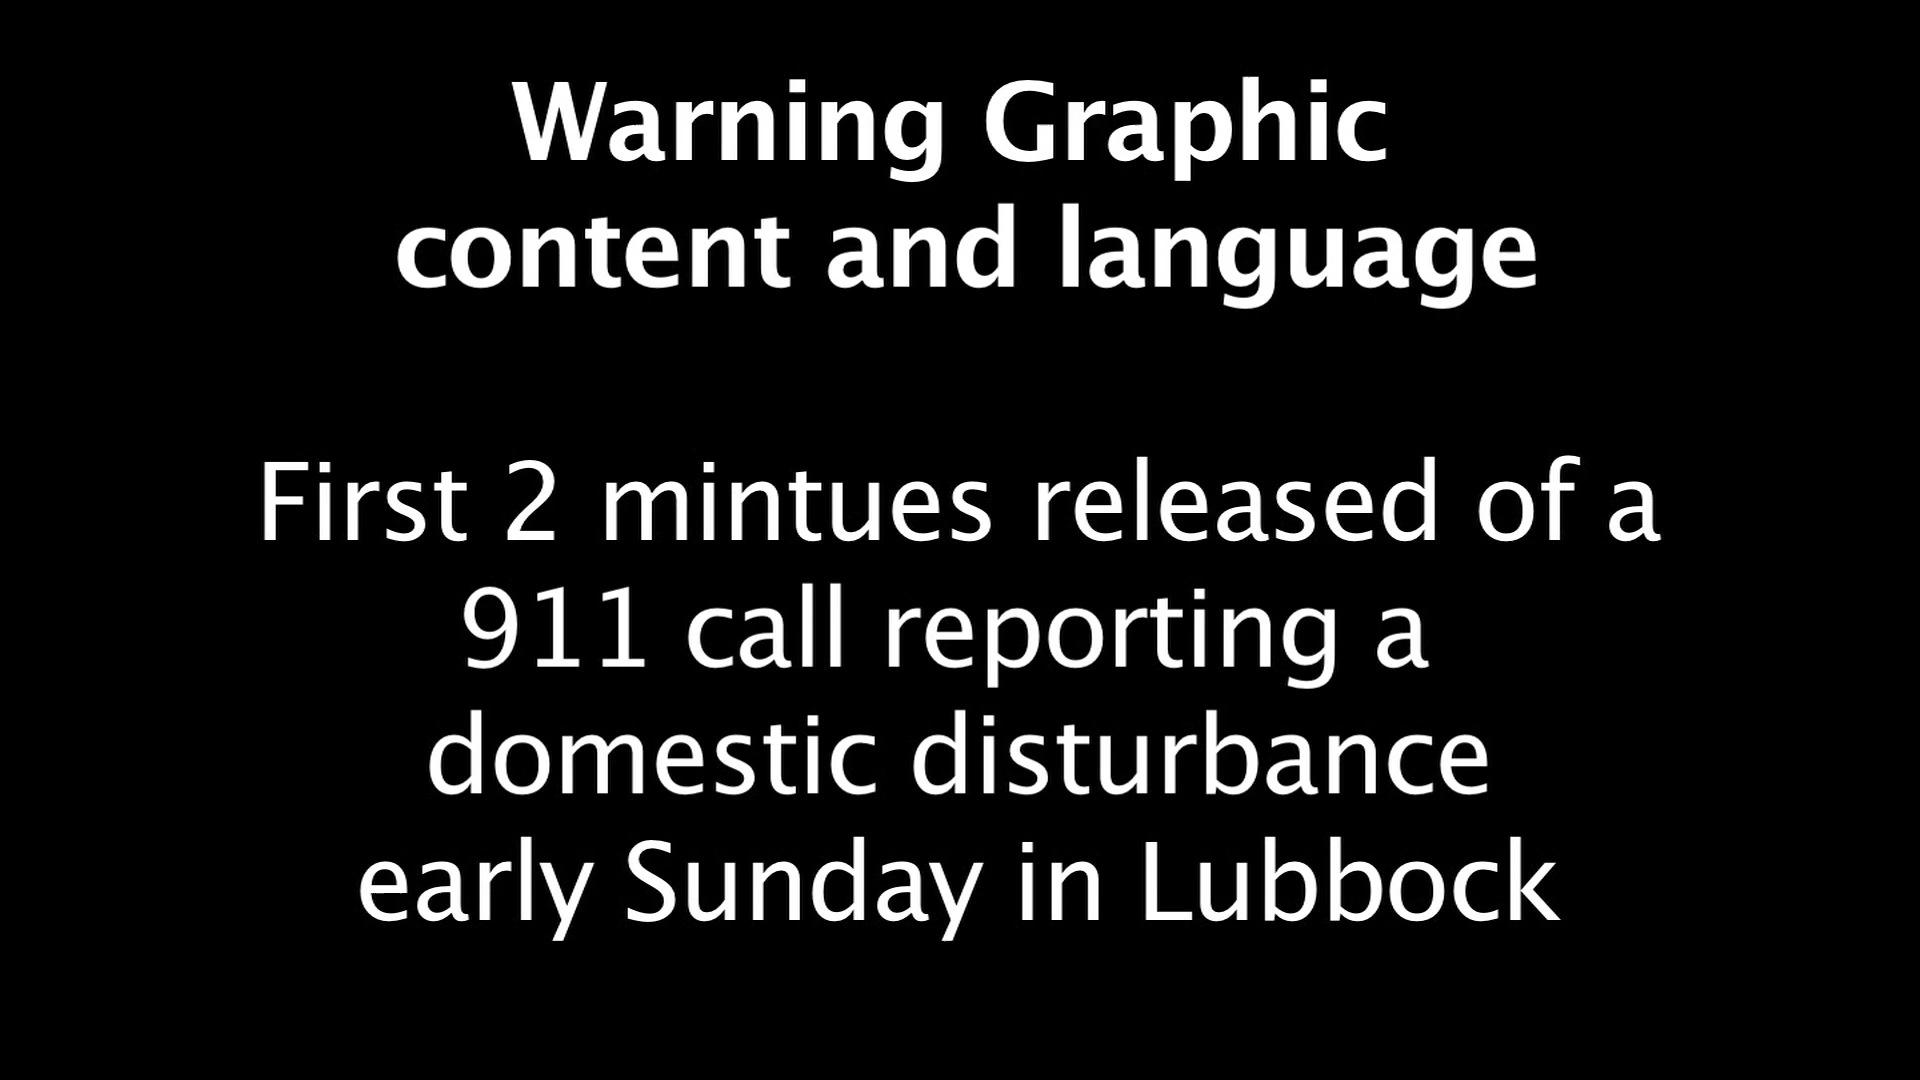 Warning Graphic
content and language
First 2 mintues released of a
911 call reporting a
domestic disturbance
early Sunday in Lubbock